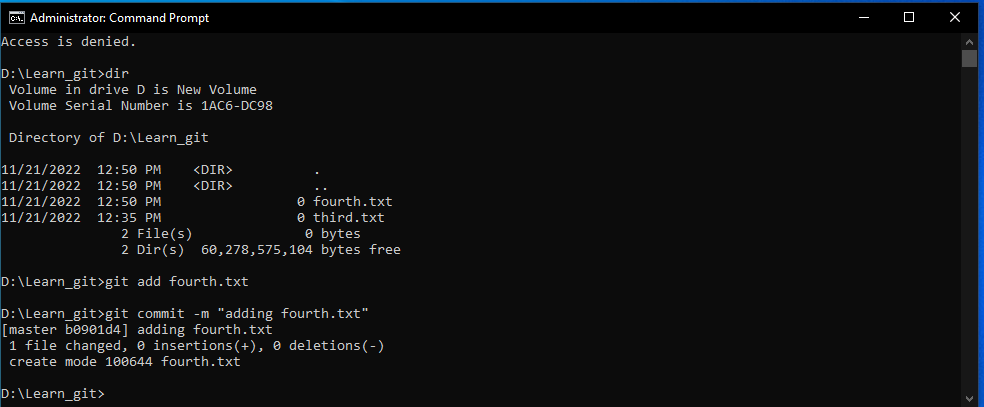 Administrator: Command Prompt
Access is denied.
D:\Learn_git>dir
 Volume in drive D is New Volume
 Volume Serial Number is 1AC6-DC98
 Directory of D:\Learn_git
11/21/2022  12:50 PM    <DIR>          .
11/21/2022  12:50 PM    <DIR>          ..
11/21/2022  12:50 PM                 0 fourth.txt
11/21/2022  12:35 PM                 0 third.txt
               2 File(s)              0 bytes
               2 Dir(s)  60,278,575,104 bytes free
D:\Learn_git>git add fourth.txt
D:\Learn_git>git commit -m "adding fourth.txt"
[master b0901d4] adding fourth.txt
 1 file changed, 0 insertions(+), 0 deletions(-)
 create mode 100644 fourth.txt
D:\Learn_git>